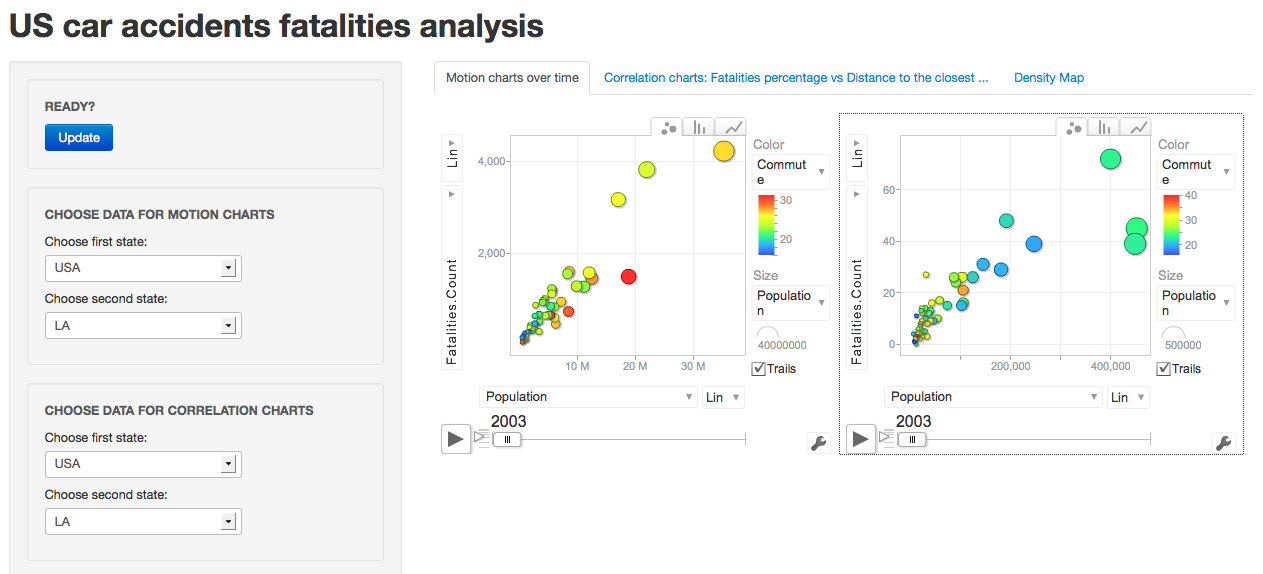 US car accidents fatalities analysis
READY?
Update
CHOOSE DATA FOR MOTION CHARTS
Choose first state:
USA
Choose second state:
LA
CHOOSE DATA FOR CORRELATION CHARTS
Choose first state:
USA
Choose second state:
LA
Motion charts over time
Correlation charts: Fatalities percentage vs Distance to the closest ...
Density Map
Lin
Fatalities.Count
4,000
2,000
10 M
20 M
30 M
Color
Commut
e
30
20
Size
Populatio
n
40000000
Trails
Population
Lin
2003
Lin
Fatalities.Count
60
40
20
0
200,000
400,000
Color
Commut
e
40
30
20
Size
Populatio
n
500000
Trails
Population
Lin
2003